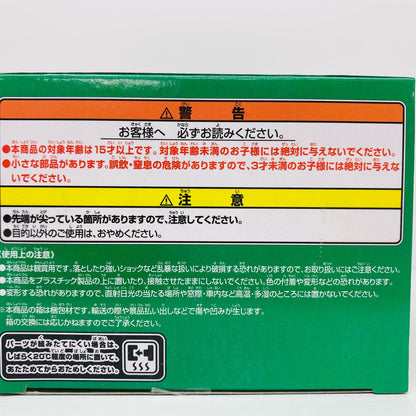 ⚠ 警告
お客様へ 必ずお読みください。
●本商品の対象年齢は15才以上です。対象年齢未満のお子様には絶対に与えないでください。
●小さな部品があります。誤飲・窒息の危険がありますので、3才未満のお子様には絶対に与えな
いでください。
⚠ 注意
●先端が尖っている箇所がありますので、注意してください。
●目的以外のご使用は、おやめください。
《使用上の注意》
●本商品は観賞用です。落としたり強いショックなど乱暴な扱いにより破損する恐れがありますので、お取り扱いにはご注意ください。
●本商品をプラスチック製品の上に置いたり、接触させたままにしないでください。色の付着や変形などの恐れがあります。
●変形する恐れがありますので、直射日光の当たる場所や窓際・車内など高温・多湿のところには置かないでください。
※本商品の箱は梱包材です。輸送の際や景品払い出しなどで傷や凹みが生じます。
箱の交換には応じかねますのでご了承ください。
パーツが組みたてにくい場合は、
しばらく20℃程度の場所に置いて、
あたためてからおためしください。